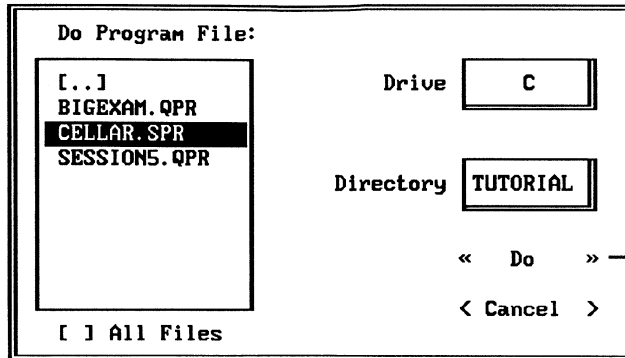 Do Program File:
[..]
BIGEXAM.QPR
CELLAR.SPR
SESSION5.QPR
[ ] All Files
Drive C
Directory TUTORIAL
« Do »
< Cancel >